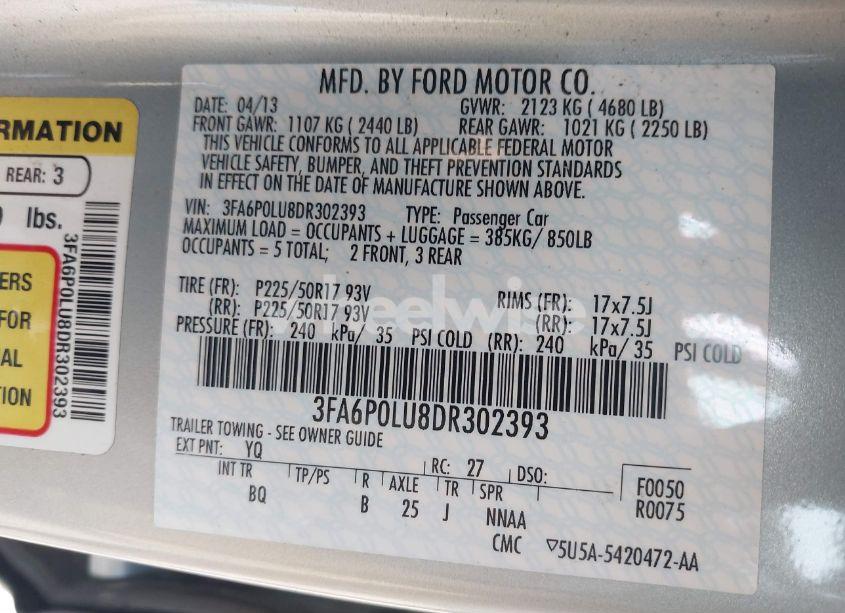 MFD. BY FORD MOTOR CO.
DATE: 04/13 GVWR: 2123 KG ( 4680 LB)
FRONT GAWR: 1107 KG ( 2440 LB) REAR GAWR: 1021 KG ( 2250 LB)
THIS VEHICLE CONFORMS TO ALL APPLICABLE FEDERAL MOTOR
VEHICLE SAFETY, BUMPER, AND THEFT PREVENTION STANDARDS
IN EFFECT ON THE DATE OF MANUFACTURE SHOWN ABOVE.
VIN: 3FA6P0LU8DR302393 TYPE: Passenger Car
MAXIMUM LOAD = OCCUPANTS + LUGGAGE = 385KG/ 850LB
OCCUPANTS = 5 TOTAL; 2 FRONT, 3 REAR
TIRE (FR): P225/50R17 93V RIMS (FR): 17x7.5J
(RR): P225/50R17 93V (RR): 17x7.5J
PRESSURE (FR): 240 kPa/ 35 PSI COLD (RR): 240 kPa/ 35 PSI COLD
3FA6P0LU8DR302393
TRAILER TOWING - SEE OWNER GUIDE
EXT PNT: YQ RC: 27 DSO: F0050
R0075
INT TR TP/PS R AXLE TR SPR
BQ B 25 J NNAA
CMC ▽5U5A-5420472-AA
RMATION
REAR: 3
lbs.
ERS
FOR
AL
TION
3FA6P0LU8DR302393